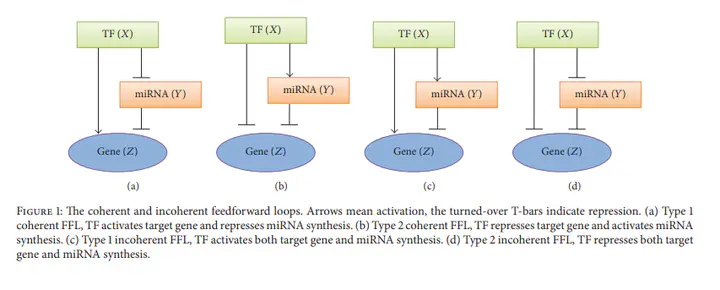 TF (X)
TF (X)
TF (X)
TF (X)
miRNA (Y)
miRNA (Y)
miRNA (Y)
miRNA (Y)
Gene (Z)
Gene (Z)
Gene (Z)
Gene (Z)
(a)
(b)
(c)
(d)
Figure 1: The coherent and incoherent feedforward loops. Arrows mean activation, the turned-over T-bars indicate repression. (a) Type 1
coherent FFL, TF activates target gene and represses miRNA synthesis. (b) Type 2 coherent FFL, TF represses target gene and activates miRNA
synthesis. (c) Type 1 incoherent FFL, TF activates both target gene and miRNA synthesis. (d) Type 2 incoherent FFL, TF represses both target
gene and miRNA synthesis.